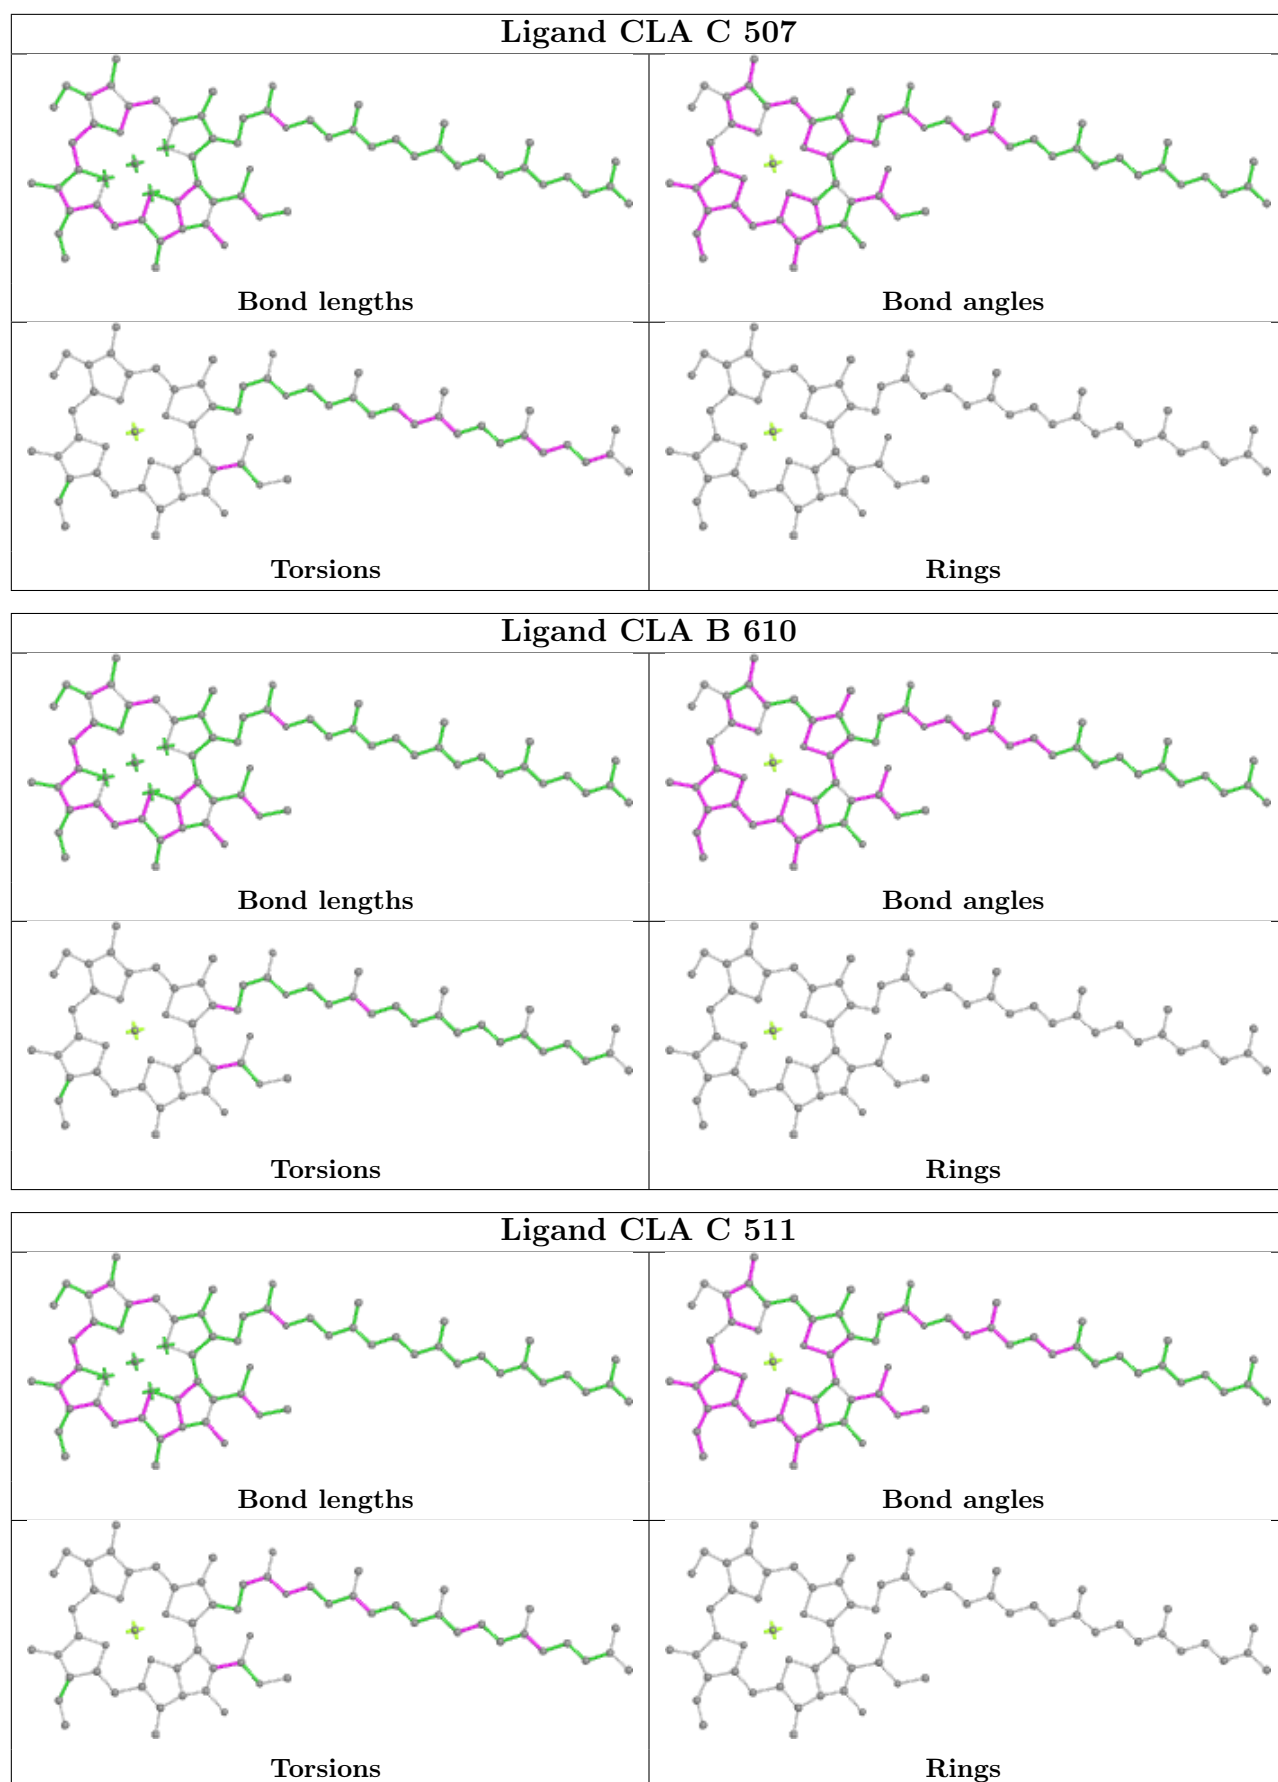 Ligand CLA C 507
Bond lengths
Bond angles
Torsions
Rings
Ligand CLA B 610
Bond lengths
Bond angles
Torsions
Rings
Ligand CLA C 511
Bond lengths
Bond angles
Torsions
Rings